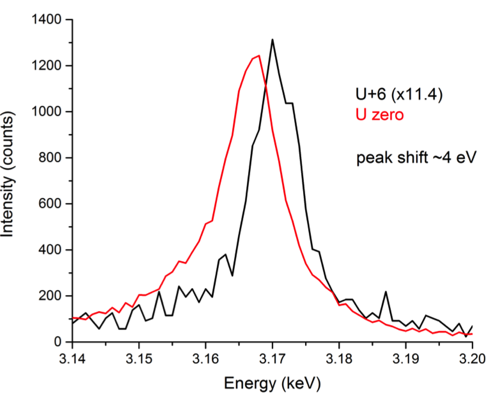 1400
1200
1000
800
600
400
200
0
Intensity (counts)
U+6 (x11.4)
U zero
peak shift ~4 eV
3.14 3.15 3.16 3.17 3.18 3.19 3.20
Energy (keV)